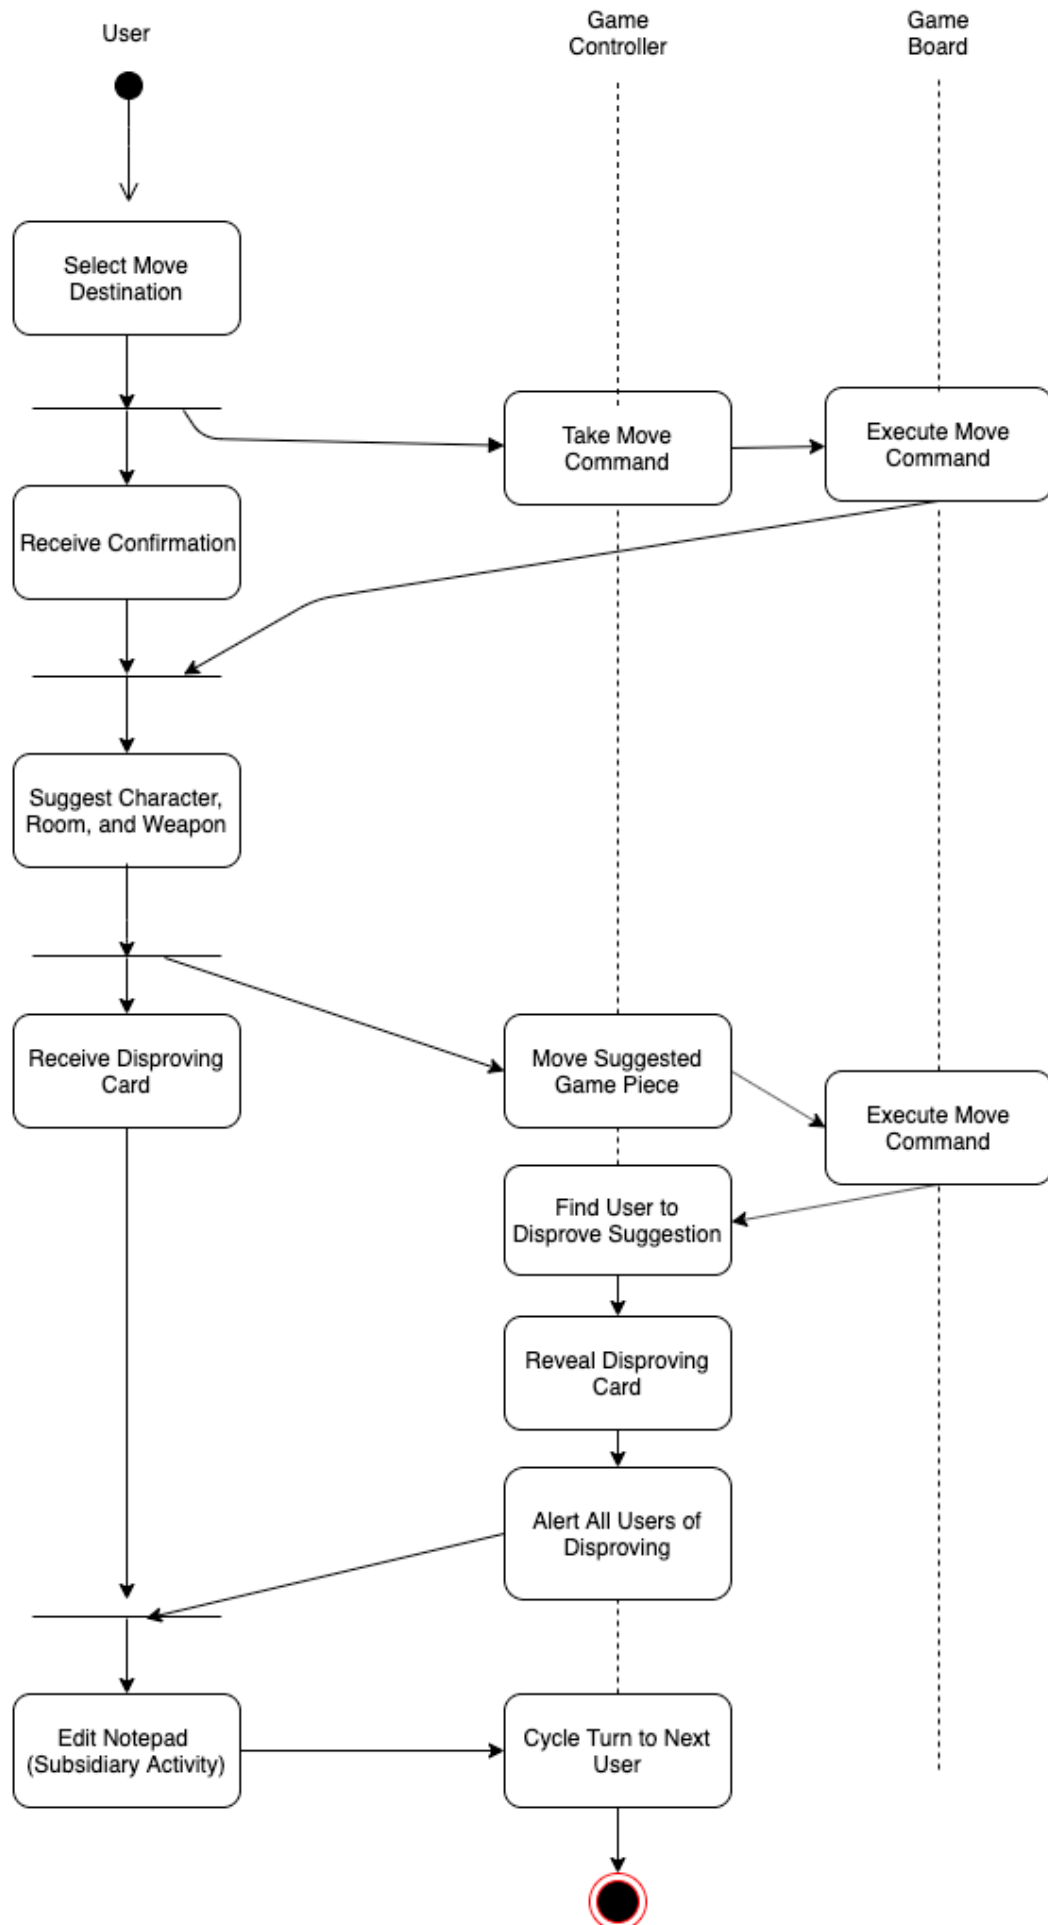 User
Game
Controller
Game
Board
Select Move
Destination
Take Move
Command
Execute Move
Command
Receive Confirmation
Suggest Character,
Room, and Weapon
Receive Disproving
Card
Move Suggested
Game Piece
Execute Move
Command
Find User to
Disprove Suggestion
Reveal Disproving
Card
Alert All Users of
Disproving
Edit Notepad
(Subsidiary Activity)
Cycle Turn to Next
User